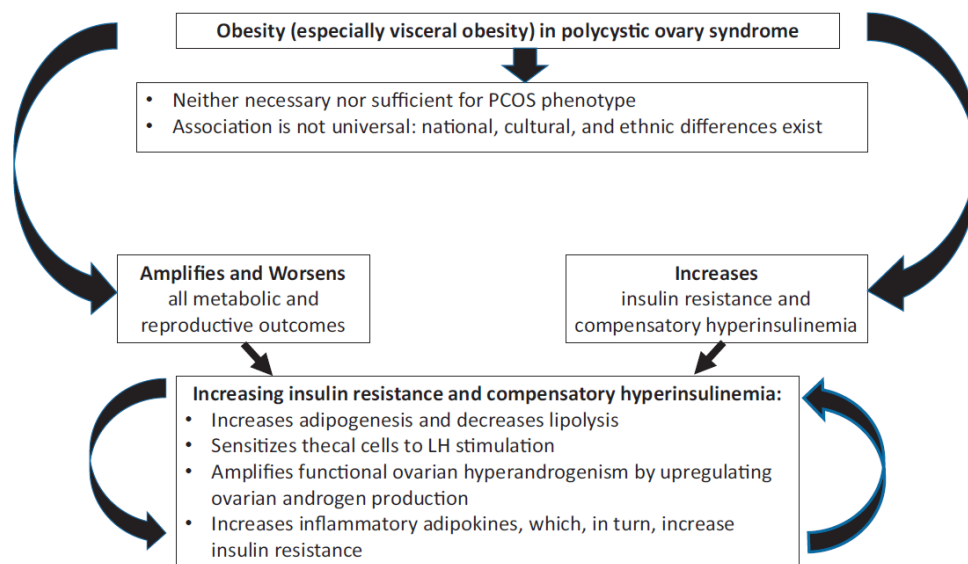 Obesity (especially visceral obesity) in polycystic ovary syndrome
• Neither necessary nor sufficient for PCOS phenotype
• Association is not universal: national, cultural, and ethnic differences exist
Amplifies and Worsens
all metabolic and
reproductive outcomes
Increases
insulin resistance and
compensatory hyperinsulinemia
Increasing insulin resistance and compensatory hyperinsulinemia:
• Increases adipogenesis and decreases lipolysis
• Sensitizes thecal cells to LH stimulation
• Amplifies functional ovarian hyperandrogenism by upregulating
ovarian androgen production
• Increases inflammatory adipokines, which, in turn, increase
insulin resistance